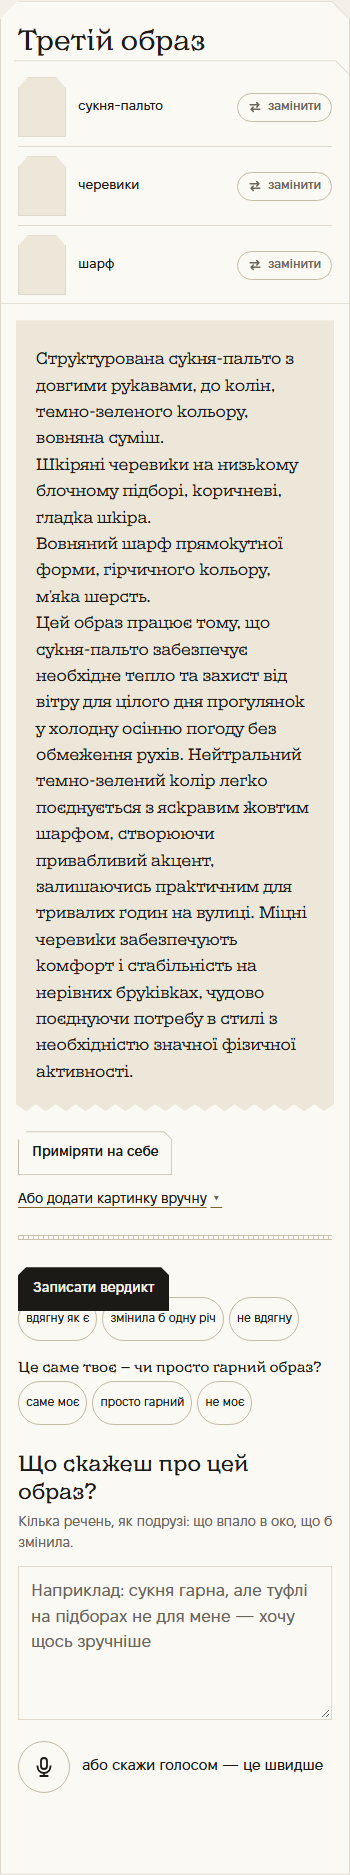 Третій образ
сукня-пальто
замінити
черевики
замінити
шарф
замінити
Структурована сукня-пальто з
довгими рукавами, до колін,
темно-зеленого кольору,
вовняна суміш.
Шкіряні черевики на низькому
блочному підборі, коричневі,
гладка шкіра.
Вовняний шарф прямокутної
форми, гірчичного кольору,
м'яка шерсть.
Цей образ працює тому, що
сукня-пальто забезпечує
необхідне тепло та захист від
вітру для цілого дня прогулянок
у холодну осінню погоду без
обмеження рухів. Нейтральний
темно-зелений колір легко
поєднується з яскравим жовтим
шарфом, створюючи
привабливий акцент,
залишаючись практичним для
тривалих годин на вулиці. Міцні
черевики забезпечують
комфорт і стабільність на
нерівних бруківках, чудово
поєднуючи потребу в стилі з
необхідністю значної фізичної
активності.
Приміряти на себе
Або додати картинку вручну
Записати вердикт
вдягну як є
змінила б одну річ
не вдягну
Це саме твоє – чи просто гарний образ?
саме моє
просто гарний
не моє
Що скажеш про цей
образ?
Кілька речень, як подрузі: що впало в око, що б
змінила.
Наприклад: сукня гарна, але туфлі
на підборах не для мене — хочу
щось зручніше
або скажи голосом — це швидше